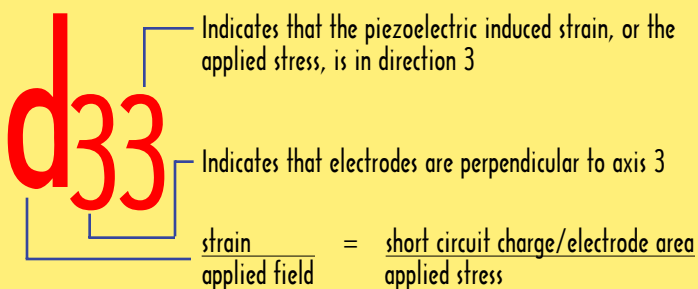 d33
Indicates that the piezoelectric induced strain, or the
applied stress, is in direction 3
Indicates that electrodes are perpendicular to axis 3
strain = short circuit charge/electrode area
applied field applied stress